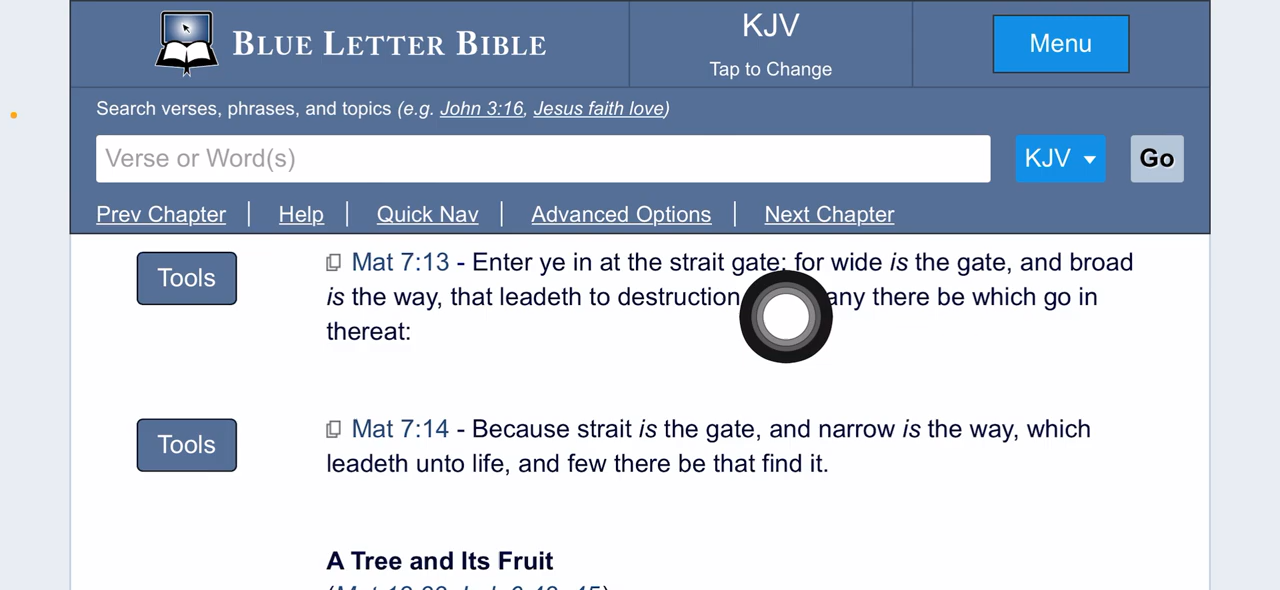 BLUE LETTER BIBLE
KJV
Tap to Change
Menu
Search verses, phrases, and topics (e.g. John 3:16, Jesus faith love)
Verse or Word(s)
KJV
Go
Prev Chapter | Help | Quick Nav | Advanced Options | Next Chapter
Tools
Mat 7:13 - Enter ye in at the strait gate: for wide is the gate, and broad
is the way, that leadeth to destruction there be which go in
thereat:
Tools
Mat 7:14 - Because strait is the gate, and narrow is the way, which
leadeth unto life, and few there be that find it.
A Tree and Its Fruit